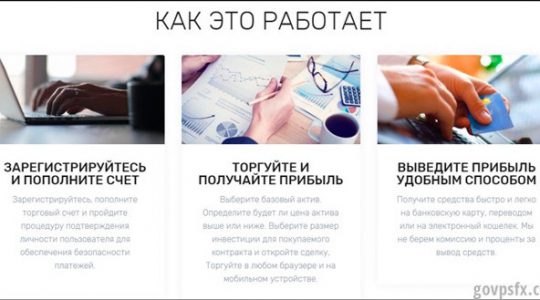 КАК ЭТО РАБОТАЕТ
ЗАРЕГИСТРИРУЙТЕСЬ
И ПОПОЛНИТЕ СЧЕТ
Зарегистрируйтесь, пополните
торговый счет и пройдите
процедуру подтверждения
личности пользователя для
обеспечения безопасности
платежей.
ТОРГУЙТЕ И
ПОЛУЧАЙТЕ ПРИБЫЛЬ
Выберите базовый актив.
Определите будет ли цена актива
выше или ниже. Выберите размер
инвестиции для покупаемого
контракта и откройте сделку.
Торгуйте в любом браузере и на
мобильном устройстве.
ВЫВЕДИТЕ ПРИБЫЛЬ
УДОБНЫМ СПОСОБОМ
Получите средства быстро и легко
на банковскую карту, переводом
или на электронный кошелек. Мы
не берем комиссию и проценты за
вывод средств.
govpsfx.c